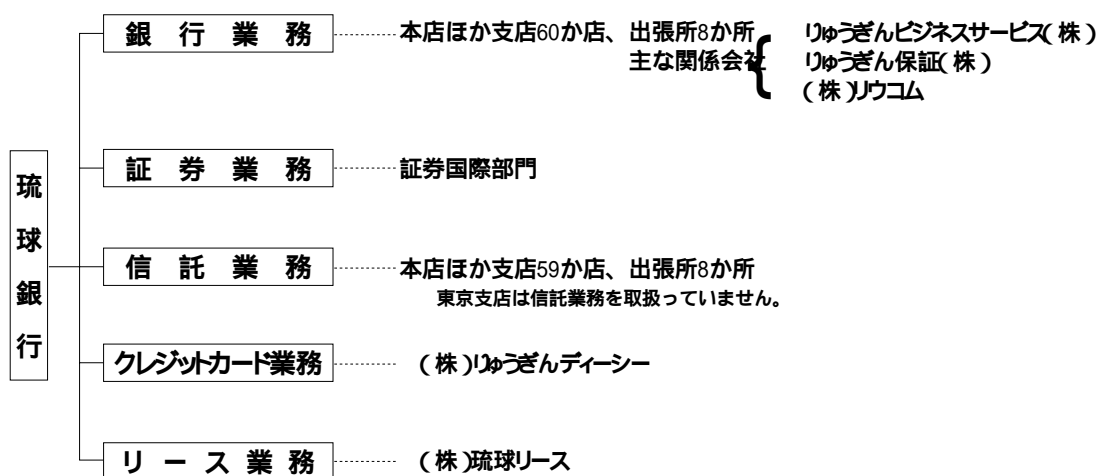 琉球銀行
銀行業務
本店ほか支店60か店、出張所8か所
主な関係会社
りゅうぎんビジネスサービス(株)
りゅうぎん保証(株)
(株)リウコム
証券業務
証券国際部門
信託業務
本店ほか支店59か店、出張所8か所
東京支店は信託業務を取扱っていません。
クレジットカード業務
(株)りゅうぎんディーシー
リース業務
(株)琉球リース